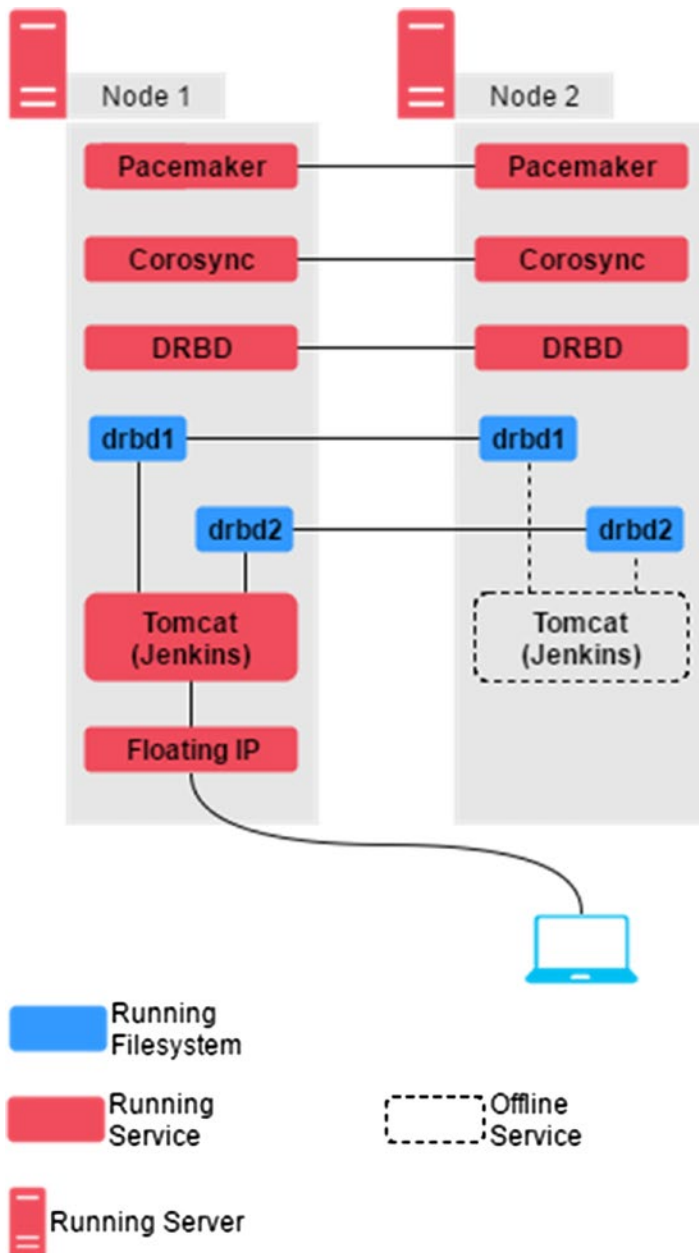 Node 1
Node 2
Pacemaker
Pacemaker
Corosync
Corosync
DRBD
DRBD
drbd1
drbd1
drbd2
drbd2
Tomcat
(Jenkins)
Tomcat
(Jenkins)
Floating IP
Running
Filesystem
Running
Service
Offline
Service
Running Server